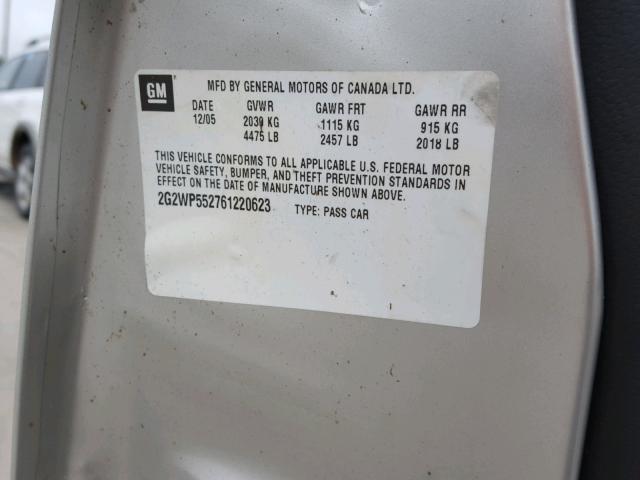 GM MFD BY GENERAL MOTORS OF CANADA LTD.
DATE GVWR GAWR FRT GAWR RR
12/05 2030 KG 1115 KG 915 KG
4475 LB 2457 LB 2018 LB
THIS VEHICLE CONFORMS TO ALL APPLICABLE U.S. FEDERAL MOTOR
VEHICLE SAFETY, BUMPER, AND THEFT PREVENTION STANDARDS IN
EFFECT ON THE DATE OF MANUFACTURE SHOWN ABOVE.
2G2WP552761220623 TYPE: PASS CAR